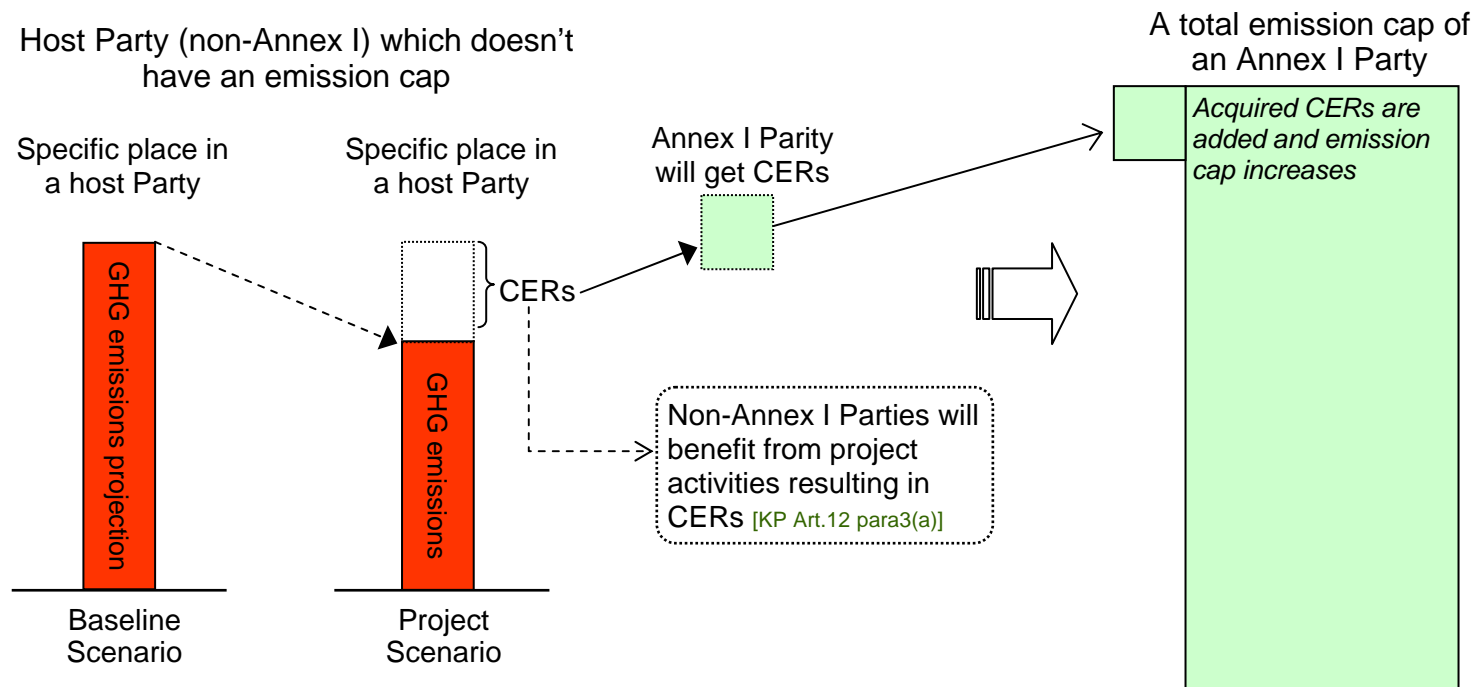 Host Party (non-Annex I) which doesn't
have an emission cap
A total emission cap of
an Annex I Party
Specific place in
a host Party
Specific place in
a host Party
Annex I Parity
will get CERs
Acquired CERs are
added and emission
cap increases
GHG emissions projection
GHG emissions
CERs
Non-Annex I Parties will
benefit from project
activities resulting in
CERs [KP Art.12 para3(a)]
Baseline
Scenario
Project
Scenario